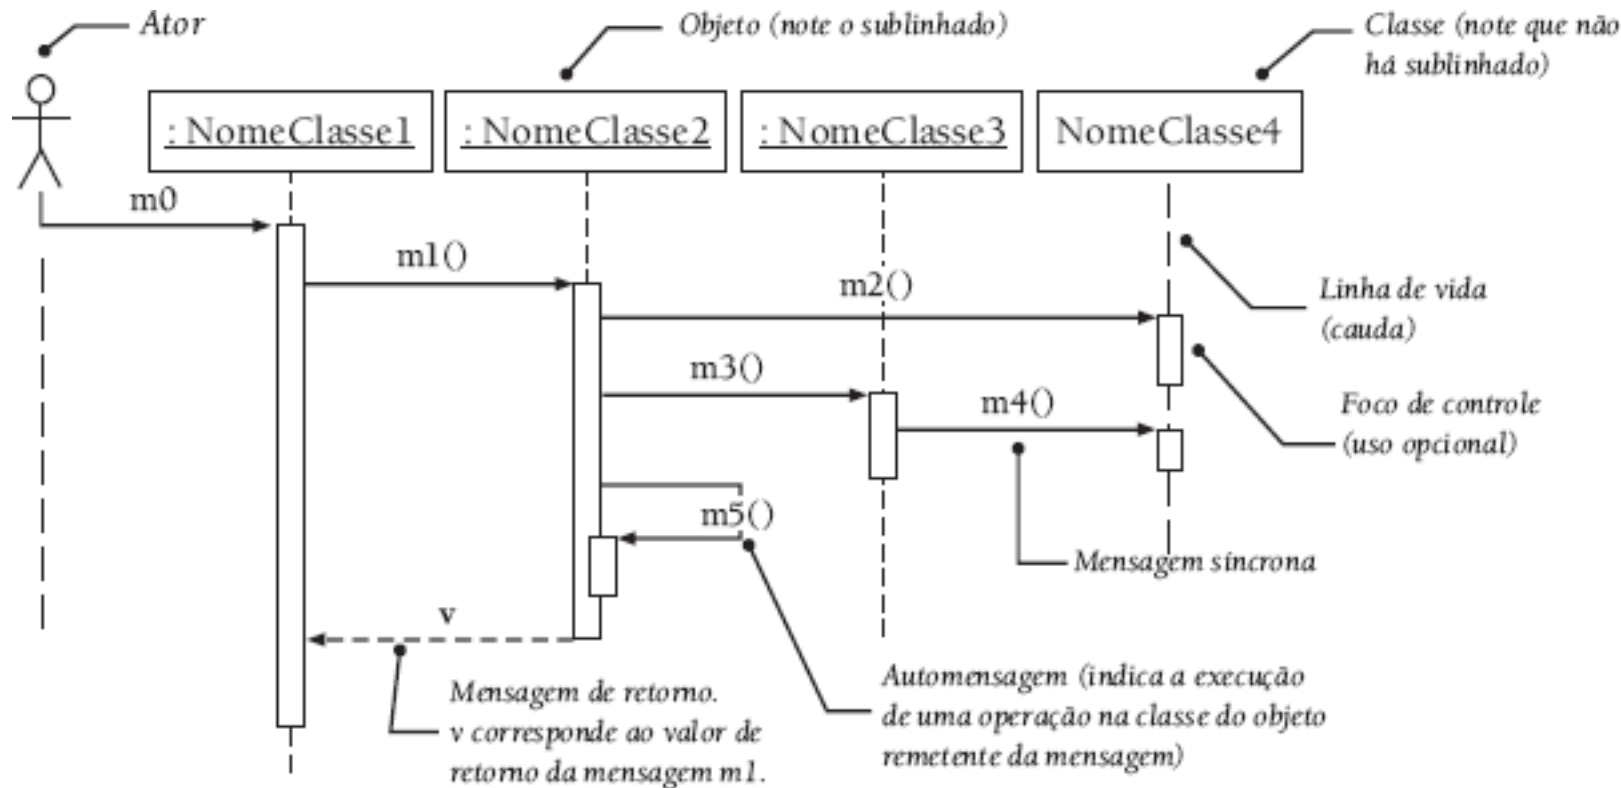 Ator
Objeto (note o sublinhado)
Classe (note que não
há sublinhado)
: NomeClasse1
: NomeClasse2
: NomeClasse3
NomeClasse4
m0
m1()
m2()
Linha de vida
(cauda)
m3()
m4()
Foco de controle
(uso opcional)
m5()
Mensagem síncrona
v
Mensagem de retorno.
v corresponde ao valor de
retorno da mensagem m1.
Automensagem (indica a execução
de uma operação na classe do objeto
remetente da mensagem)